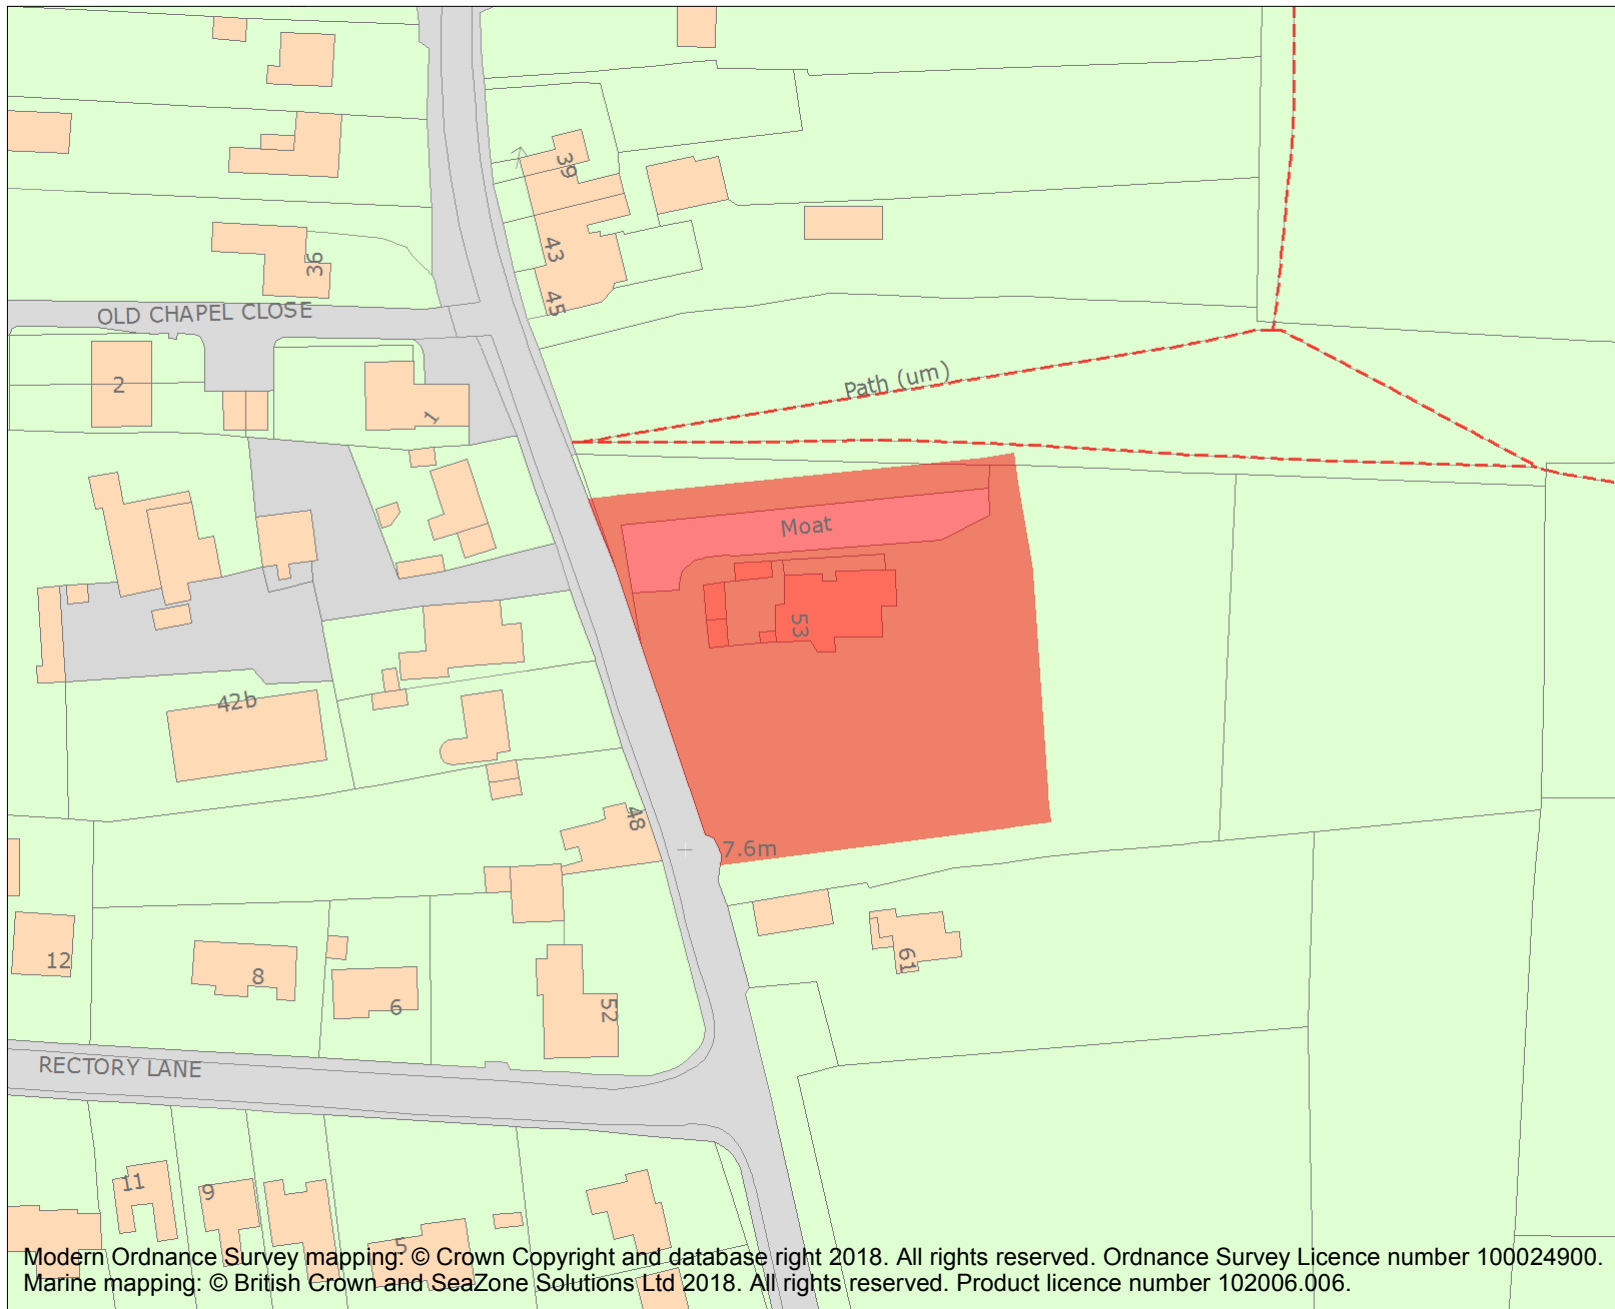 39
43
45
36
OLD CHAPEL CLOSE
2
1
Path (um)
Moat
53
42b
48
7.6m
12
8
6
52
61
RECTORY LANE
11
9
5
Modern Ordnance Survey mapping: © Crown Copyright and database right 2018. All rights reserved. Ordnance Survey Licence number 100024900.
Marine mapping: © British Crown and SeaZone Solutions Ltd 2018. All rights reserved. Product licence number 102006.006.